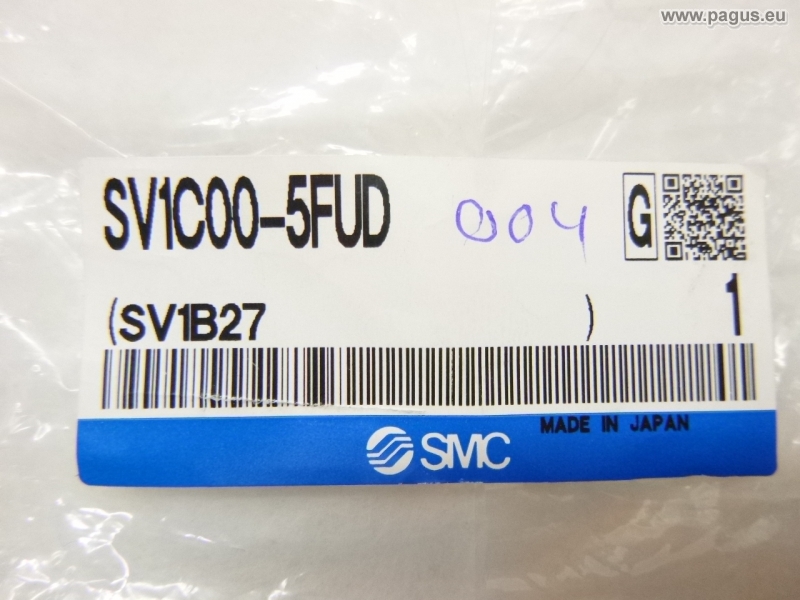 www.pagus.eu
SV1C00-5FUD 004 G
(SV1B27 ) 1
MADE IN JAPAN
SMC